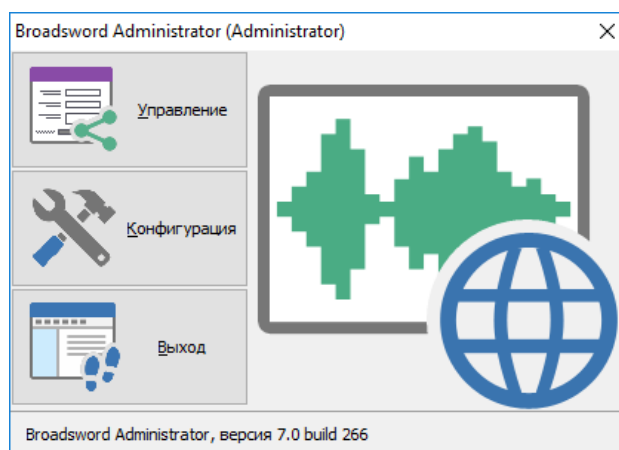 Broadsword Administrator (Administrator)
Управление
Конфигурация
Выход
Broadsword Administrator, версия 7.0 build 266